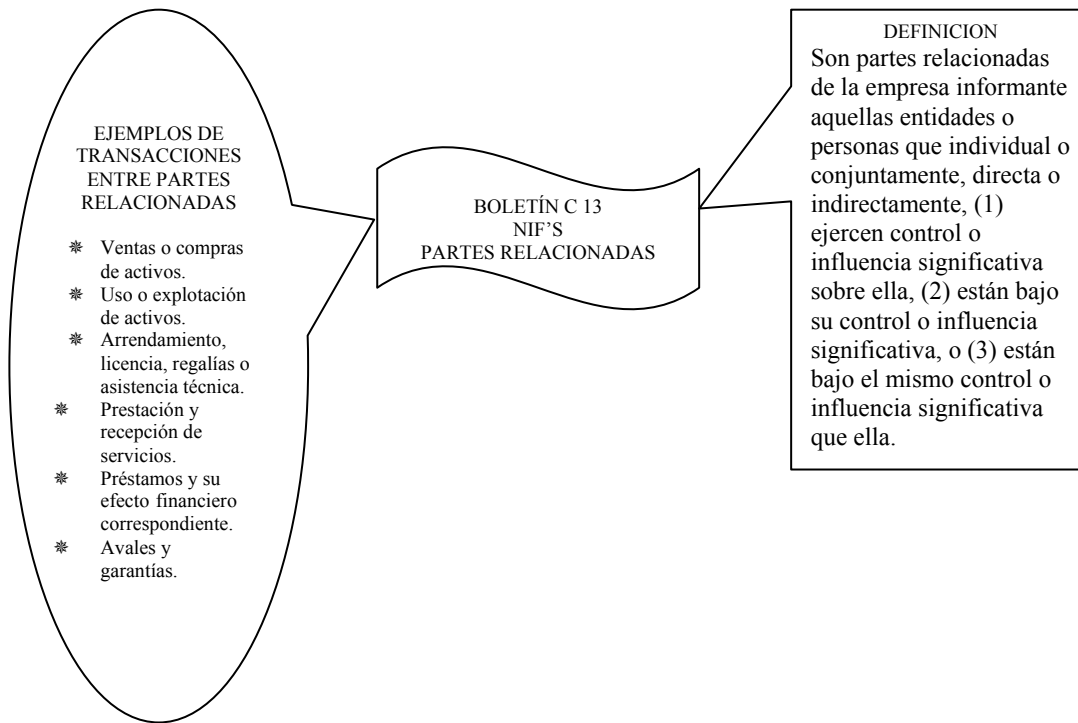 EJEMPLOS DE
TRANSACCIONES
ENTRE PARTES
RELACIONADAS
Ventas o compras
de activos.
Uso o explotación
de activos.
Arrendamiento,
licencia, regalías o
asistencia técnica.
Prestación y
recepción de
servicios.
Préstamos y su
efecto financiero
correspondiente.
Avales y
garantías.
BOLETÍN C 13
NIF’S
PARTES RELACIONADAS
DEFINICION
Son partes relacionadas
de la empresa informante
aquellas entidades o
personas que individual o
conjuntamente, directa o
indirectamente, (1)
ejercen control o
influencia significativa
sobre ella, (2) están bajo
su control o influencia
significativa, o (3) están
bajo el mismo control o
influencia significativa
que ella.